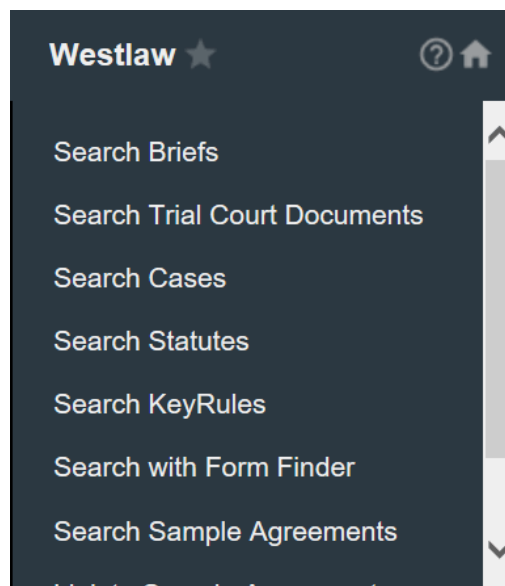 Westlaw
Search Briefs
Search Trial Court Documents
Search Cases
Search Statutes
Search KeyRules
Search with Form Finder
Search Sample Agreements